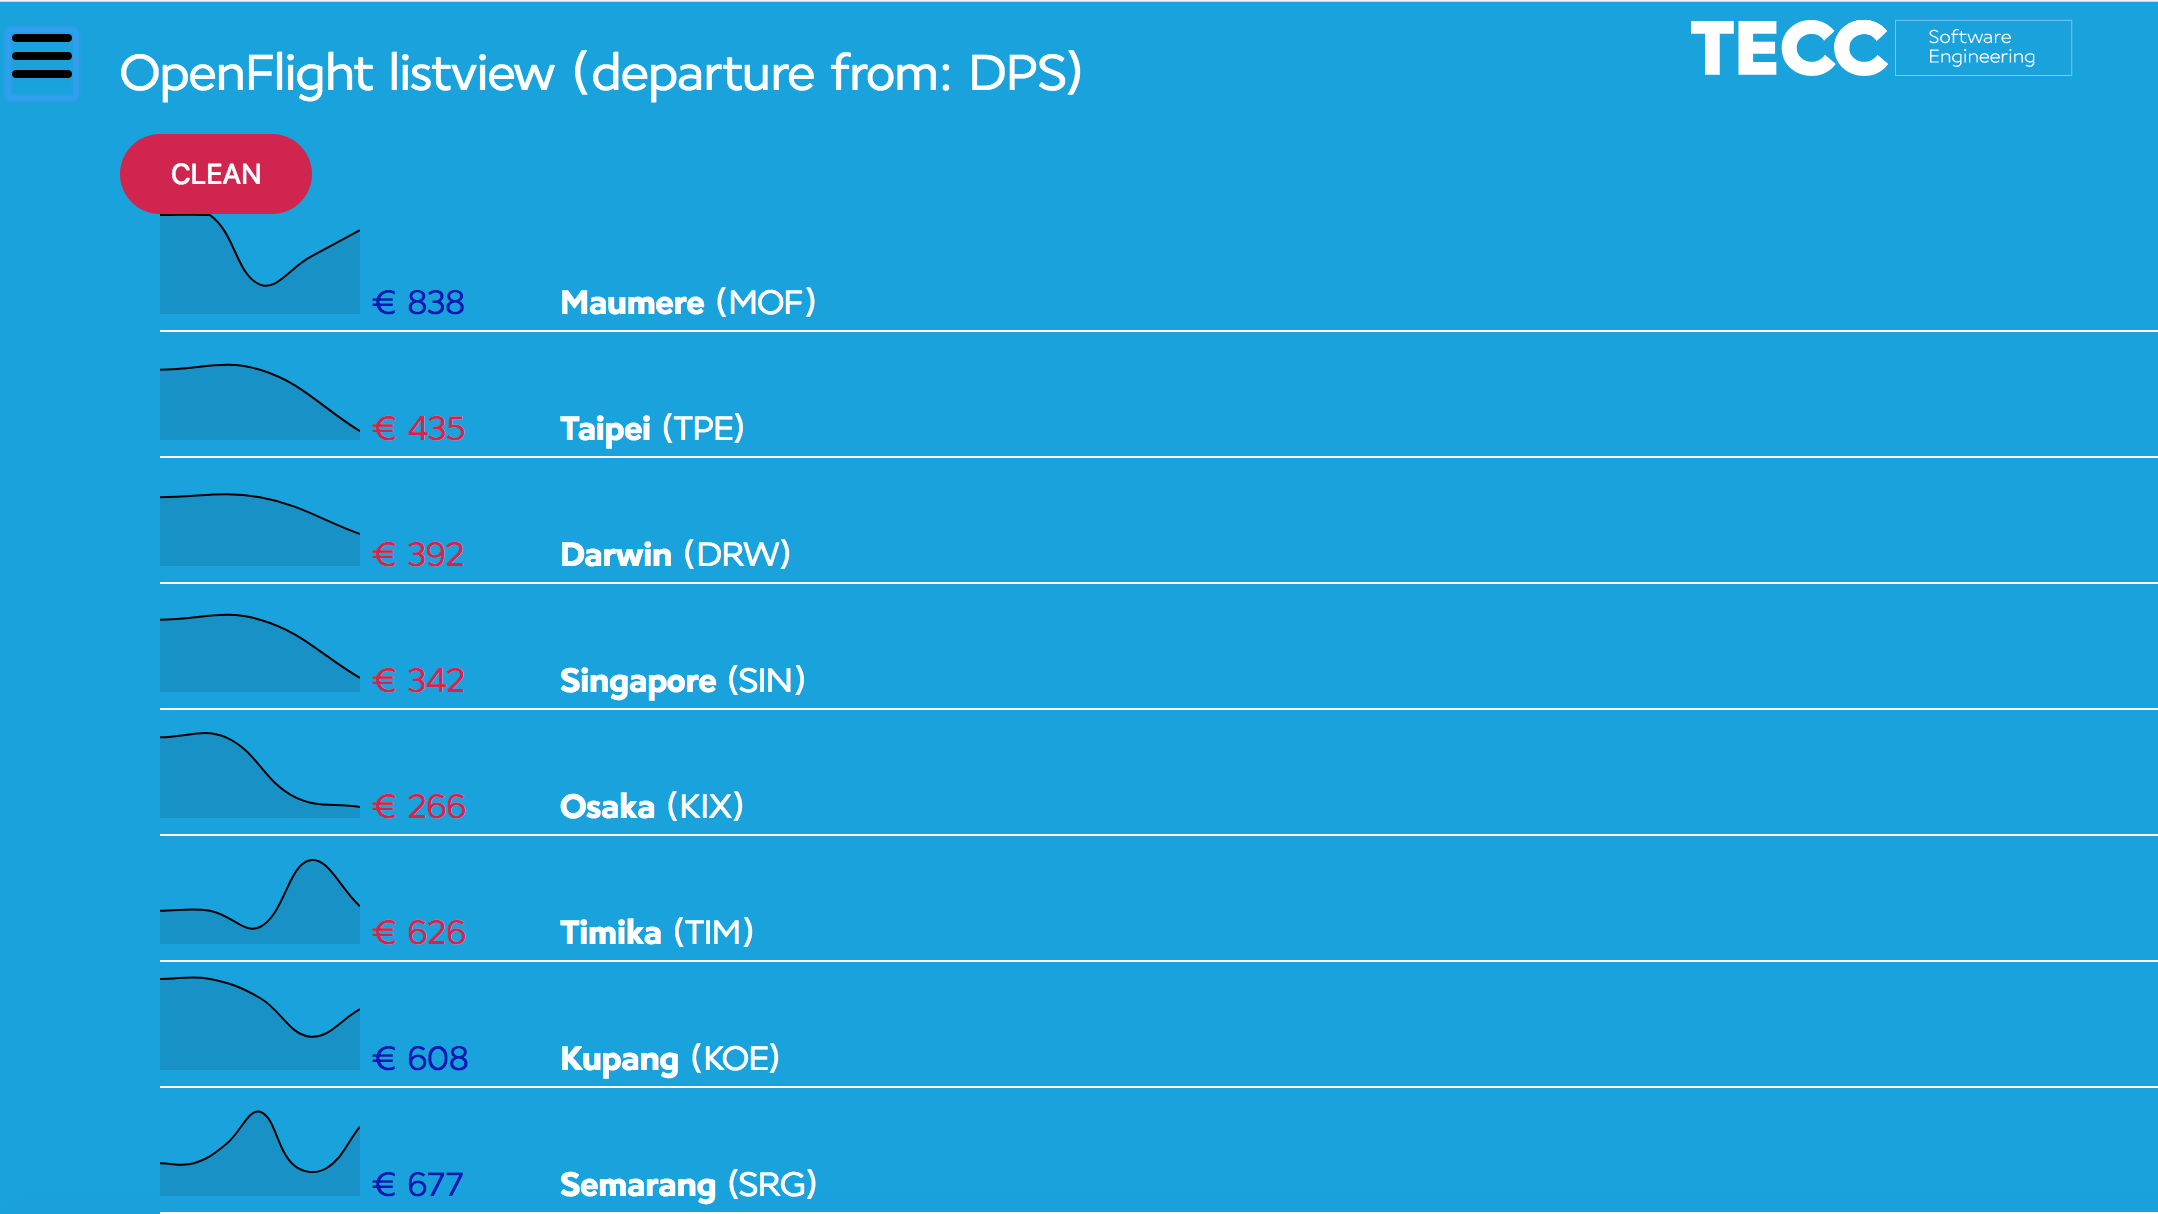 OpenFlight listview (departure from: DPS)
TECC
Software
Engineering
CLEAN
€ 838 Maumere (MOF)
€ 435 Taipei (TPE)
€ 392 Darwin (DRW)
€ 342 Singapore (SIN)
€ 266 Osaka (KIX)
€ 626 Timika (TIM)
€ 608 Kupang (KOE)
€ 677 Semarang (SRG)